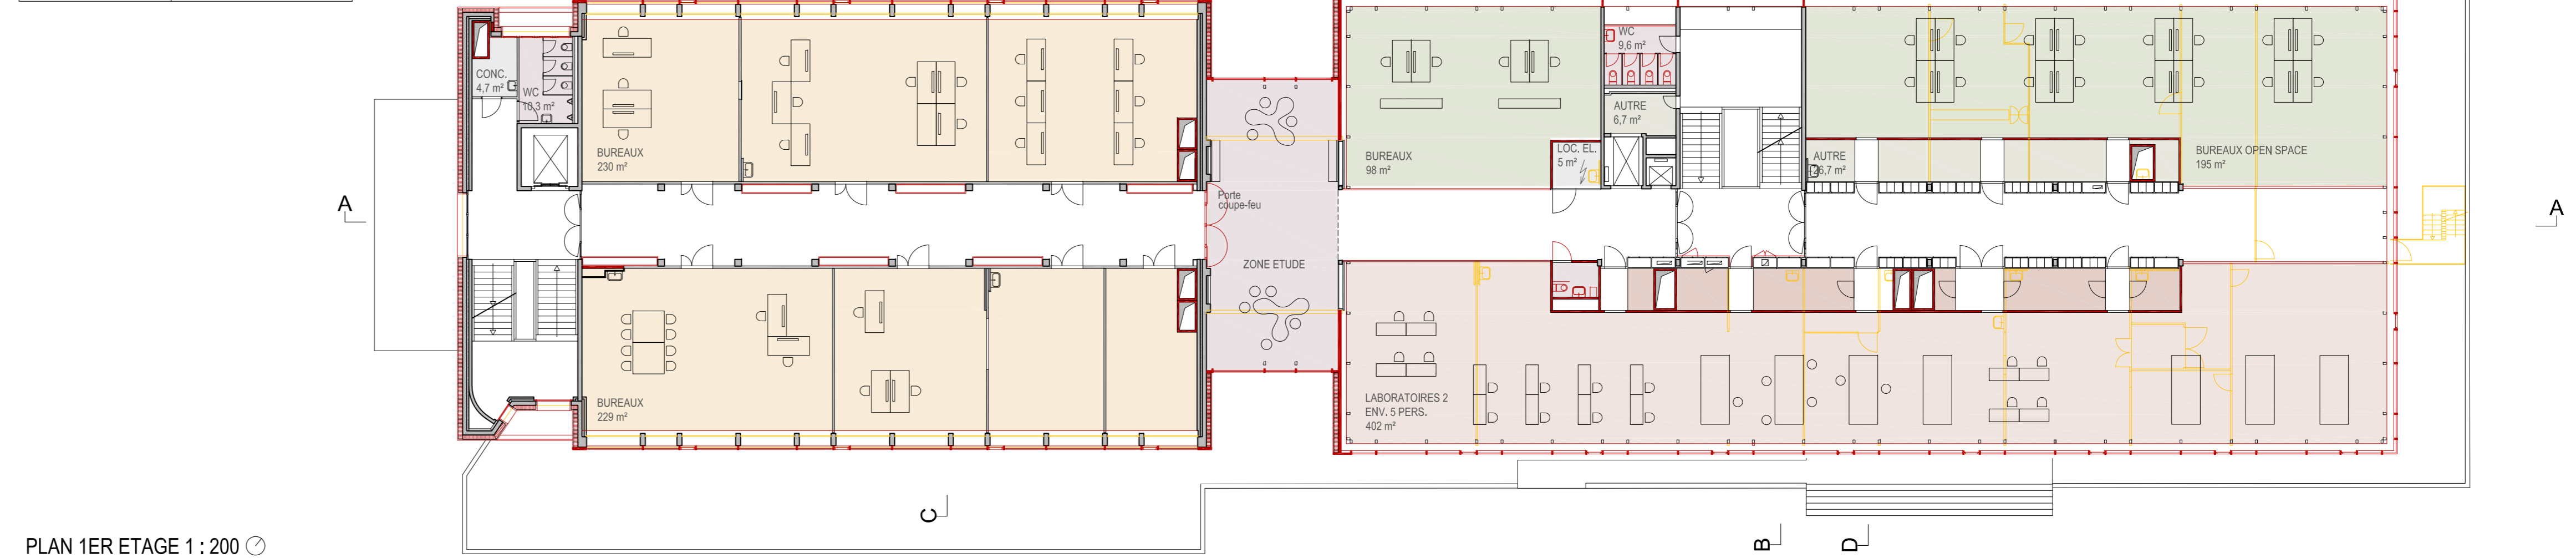 CONC.
4,7 m²
WC
10,3 m²
BUREAUX
230 m²
WC
9,6 m²
AUTRE
6,7 m²
LOC. EL.
5 m²
BUREAUX
98 m²
AUTRE
26,7 m²
BUREAUX OPEN SPACE
195 m²
Porte
coupe-feu
A
A
ZONE ETUDE
BUREAUX
229 m²
LABORATOIRES 2
ENV. 5 PERS.
402 m²
C
B
D
PLAN 1ER ETAGE 1 : 200